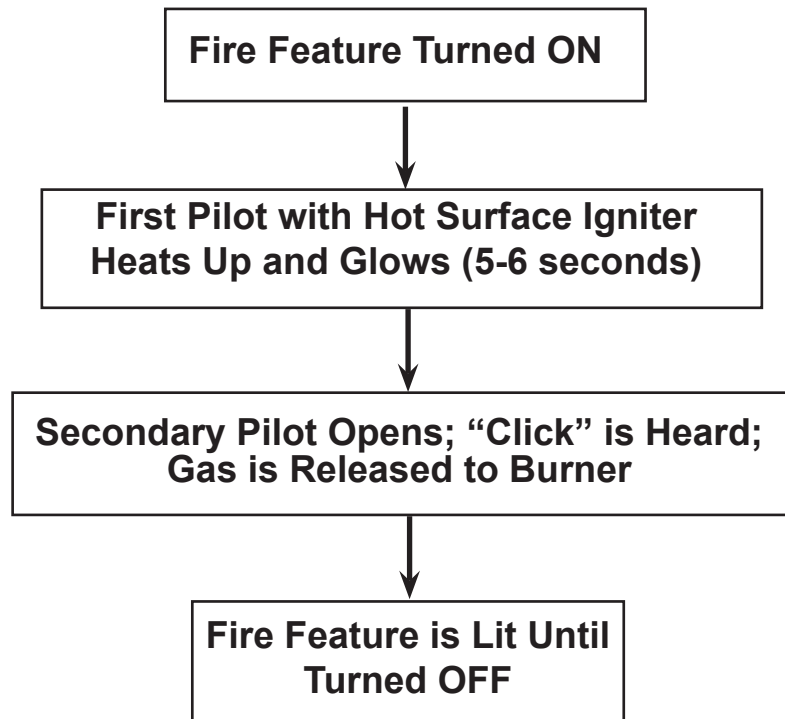 Fire Feature Turned ON
First Pilot with Hot Surface Igniter
Heats Up and Glows (5-6 seconds)
Secondary Pilot Opens; “Click” is Heard;
Gas is Released to Burner
Fire Feature is Lit Until
Turned OFF